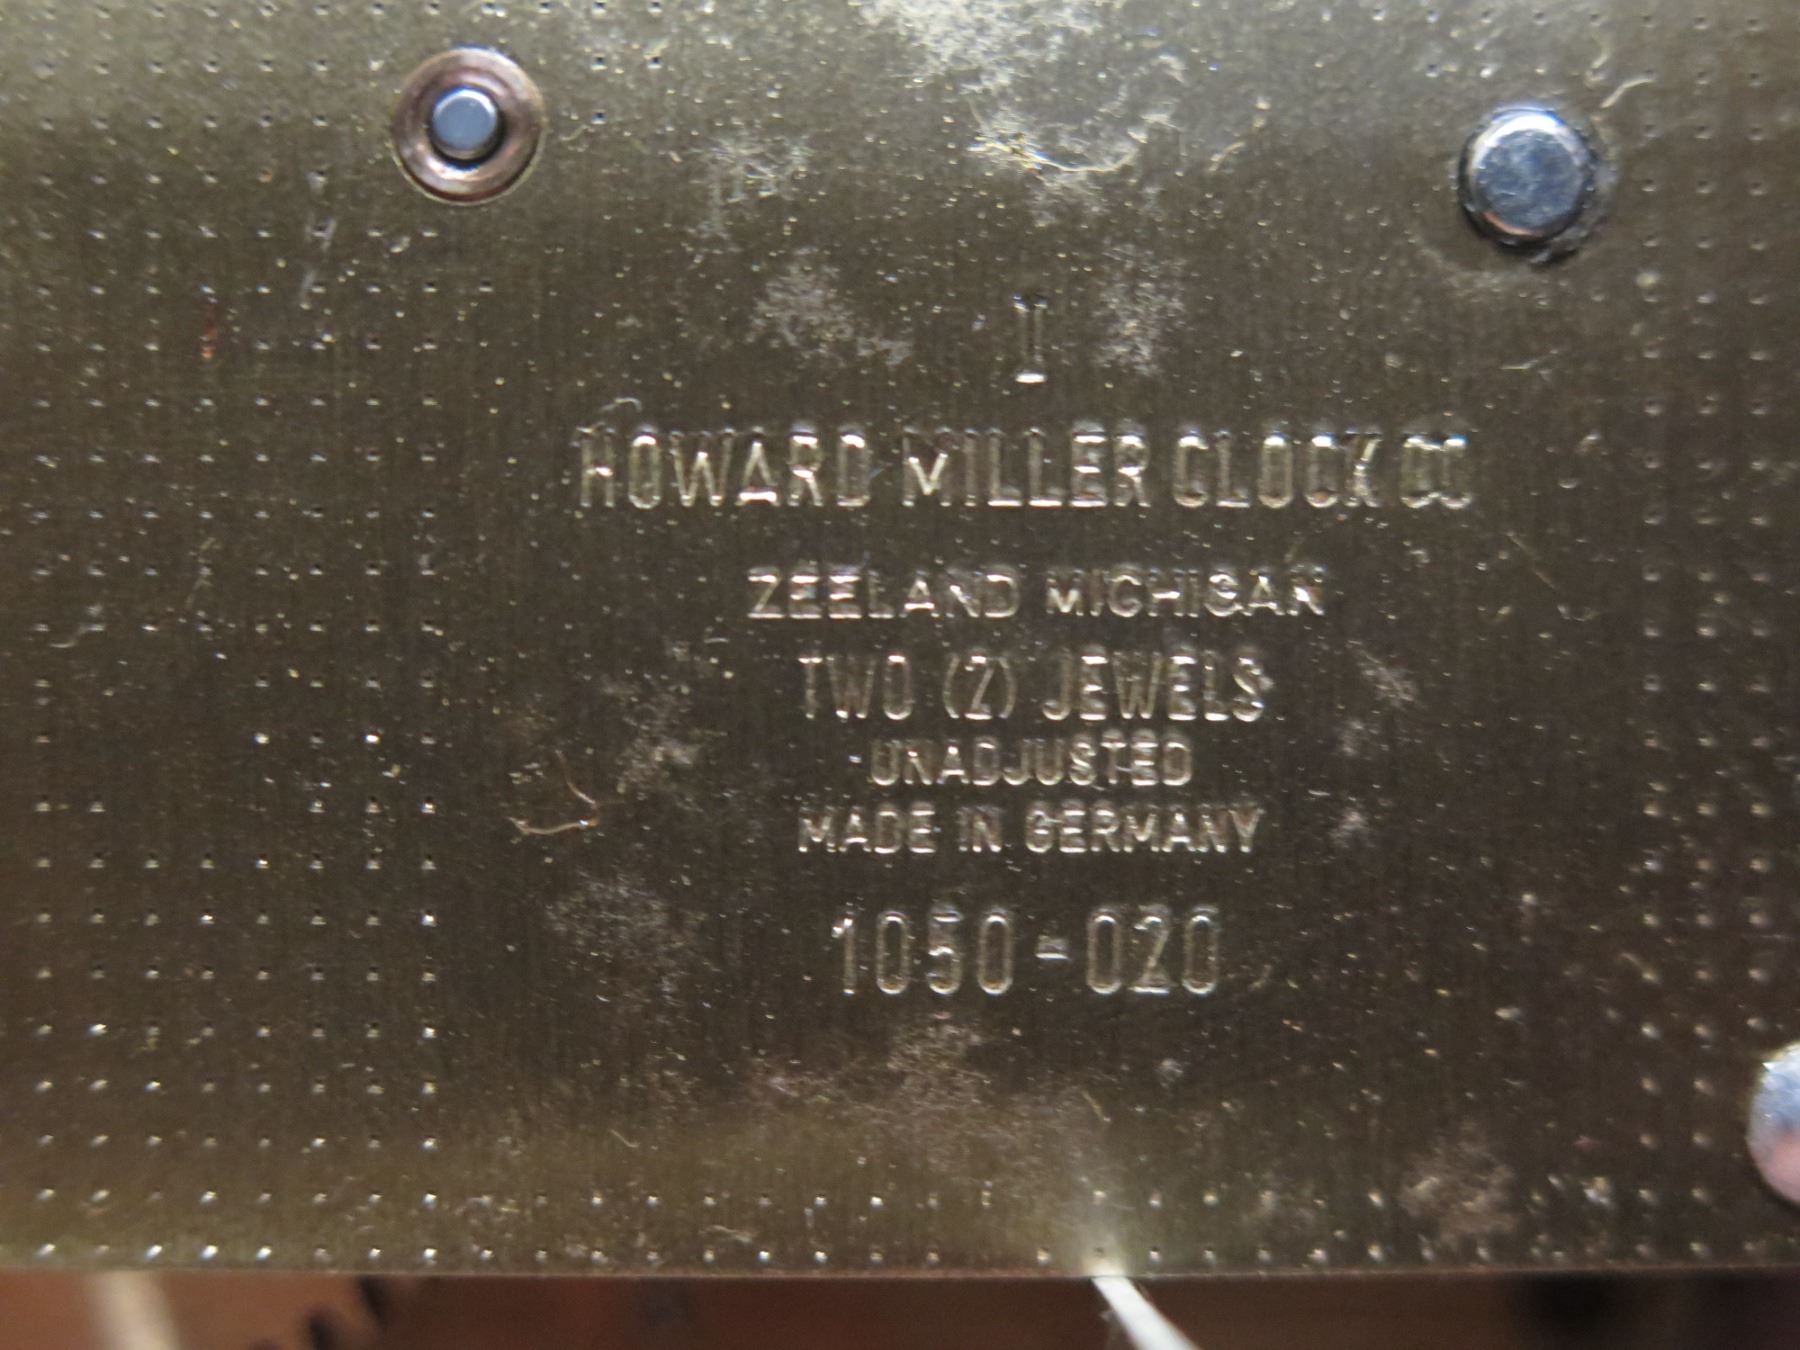 HOWARD MILLER CLOCK CO
ZEELAND MICHIGAN
TWO (2) JEWELS
UNADJUSTED
MADE IN GERMANY
1050-020